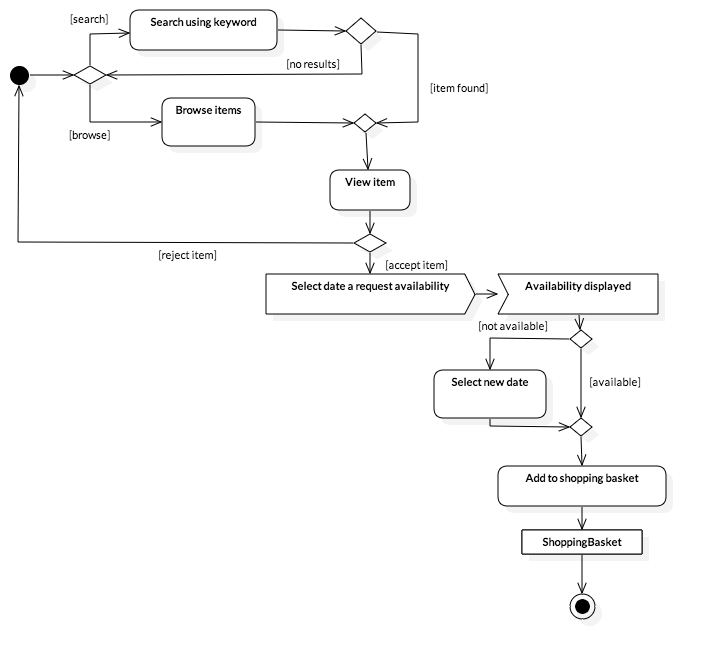 [search]
Search using keyword
[no results]
[item found]
Browse items
[browse]
View item
[reject item]
[accept item]
Select date a request availability
Availability displayed
[not available]
Select new date
[available]
Add to shopping basket
ShoppingBasket